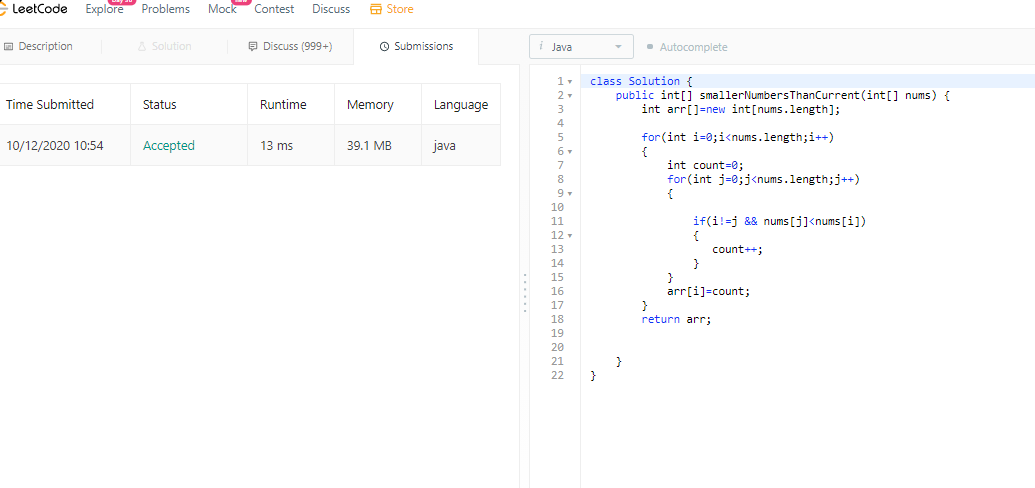 LeetCode Explore Problems Mock Contest Discuss Store
Description Solution Discuss (999+) Submissions
Time Submitted Status Runtime Memory Language
10/12/2020 10:54 Accepted 13 ms 39.1 MB java
i Java Autocomplete
1 class Solution {
2 public int[] smallerNumbersThanCurrent(int[] nums) {
3 int arr[]=new int[nums.length];
4
5 for(int i=0;i<nums.length;i++)
6 {
7 int count=0;
8 for(int j=0;j<nums.length;j++)
9 {
10
11 if(i!=j && nums[j]<nums[i])
12 {
13 count++;
14 }
15 }
16 arr[i]=count;
17 }
18 return arr;
19
20
21 }
22 }